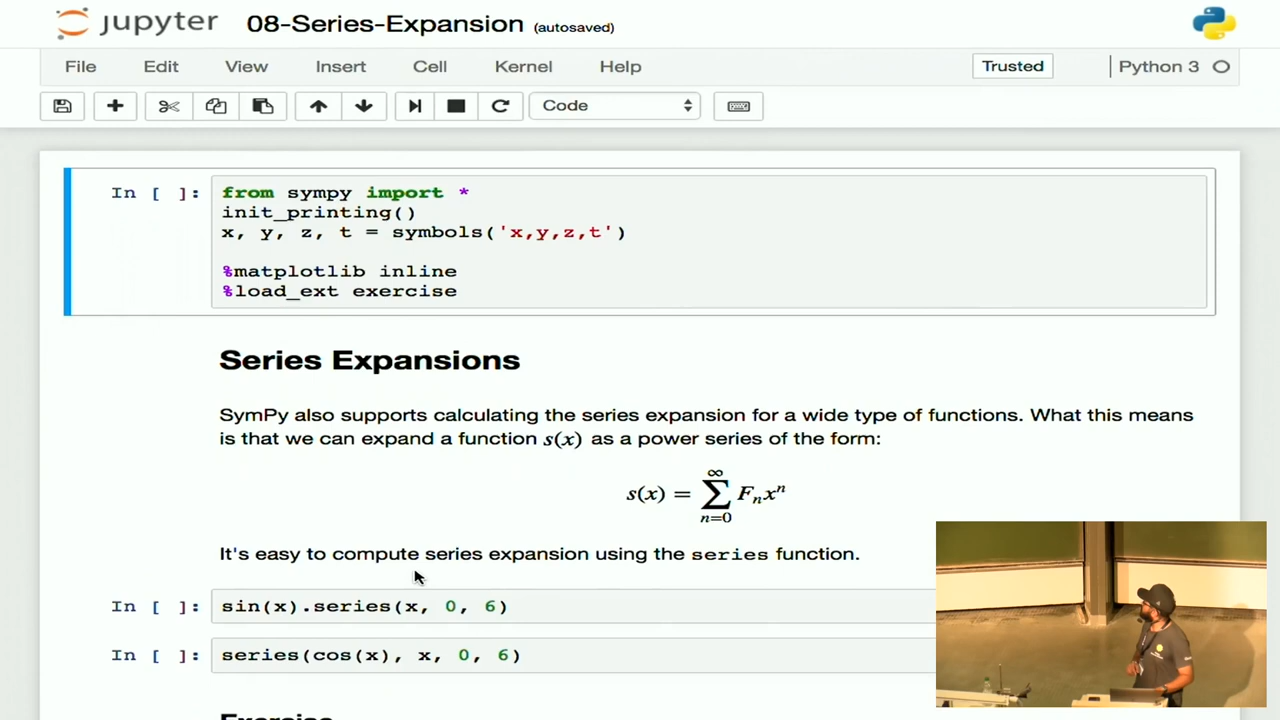 jupyter 08-Series-Expansion (autosaved)
File Edit View Insert Cell Kernel Help Trusted Python 3
Code
In [ ]: from sympy import *
init_printing()
x, y, z, t = symbols('x,y,z,t')
%matplotlib inline
%load_ext exercise
Series Expansions
SymPy also supports calculating the series expansion for a wide type of functions. What this means
is that we can expand a function s(x) as a power series of the form:
s(x) = ∑_{n=0}^{∞} F_n x^n
It's easy to compute series expansion using the series function.
In [ ]: sin(x).series(x, 0, 6)
In [ ]: series(cos(x), x, 0, 6)
Exercise